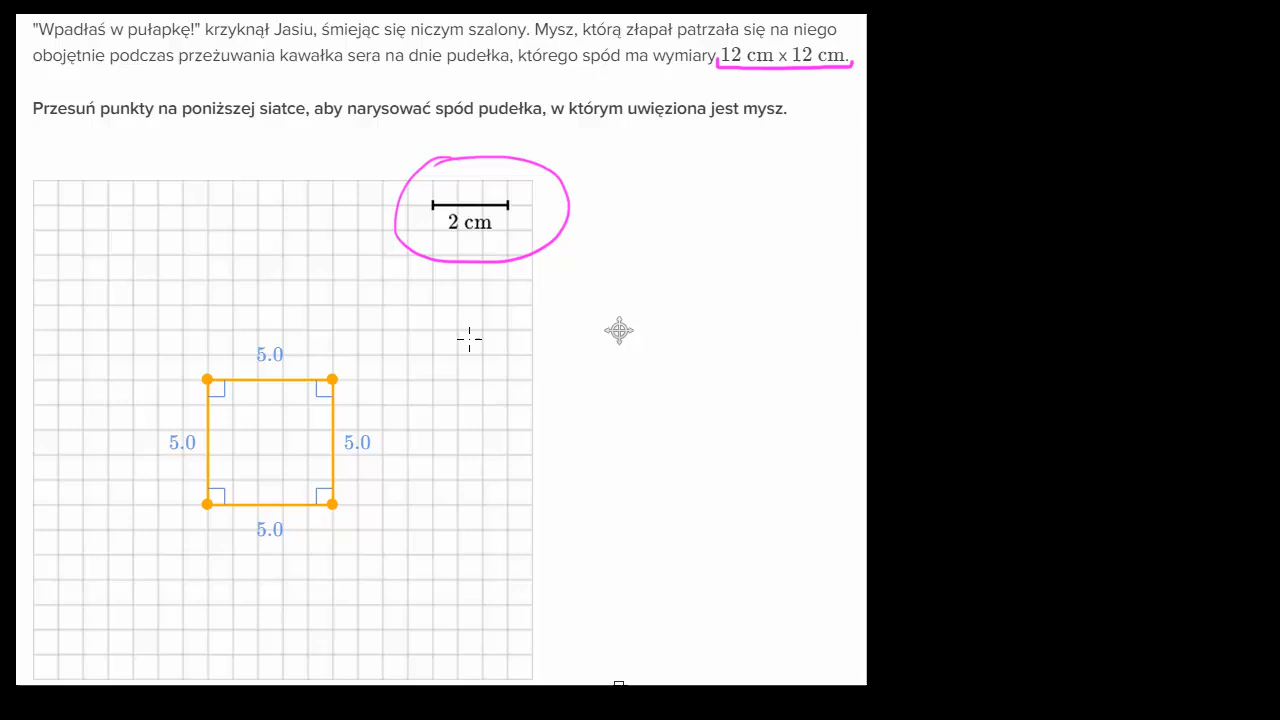 "Wpadłaś w pułapkę!" krzyknął Jasiu, śmiejąc się niczym szalony. Mysz, którą złapał patrzała się na niego
obojętnie podczas przeżuwania kawałka sera na dnie pudełka, którego spód ma wymiary 12 cm x 12 cm.
Przesuń punkty na poniższej siatce, aby narysować spód pudełka, w którym uwięziona jest mysz.
2 cm
5.0
5.0 5.0
5.0